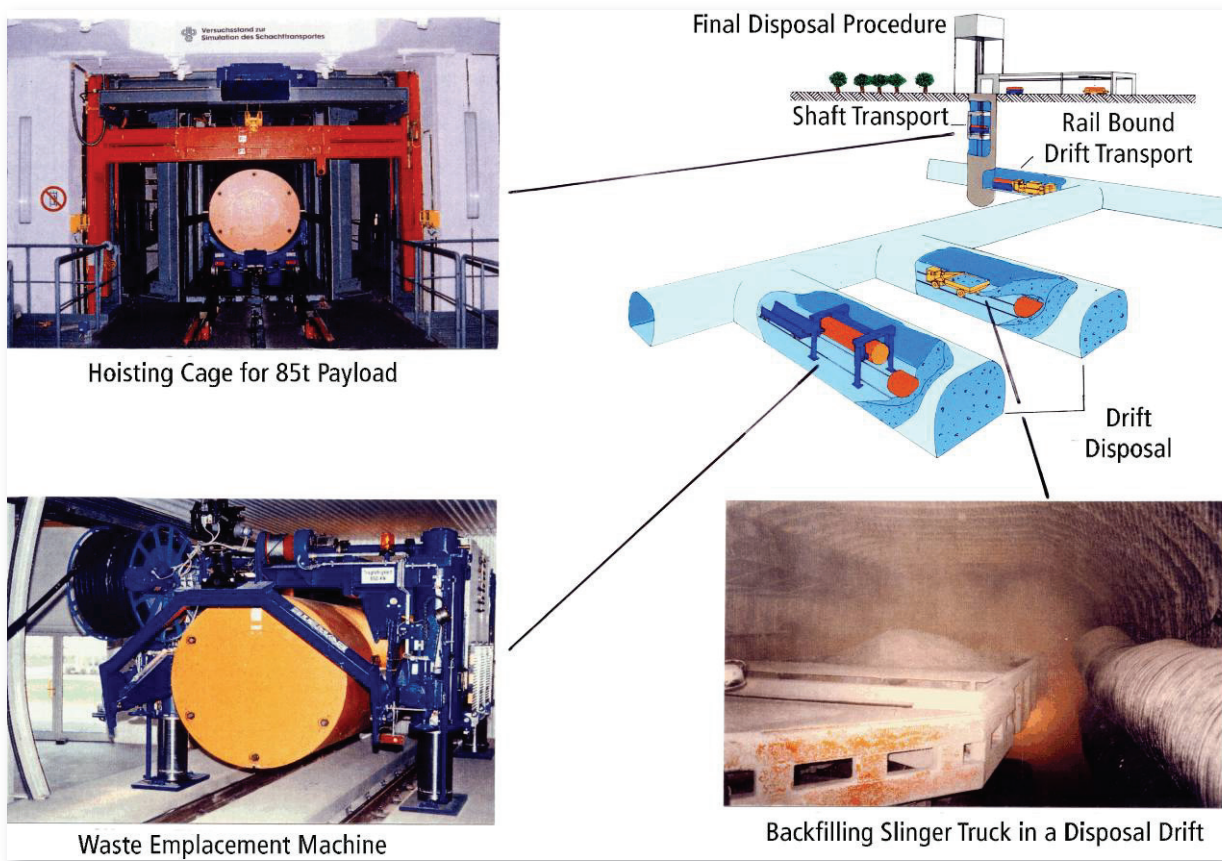 Versuchsstand zur
Simulation des Schachttransportes
Hoisting Cage for 85t Payload
Final Disposal Procedure
Shaft Transport
Rail Bound
Drift Transport
Drift
Disposal
Waste Emplacement Machine
Backfilling Slinger Truck in a Disposal Drift